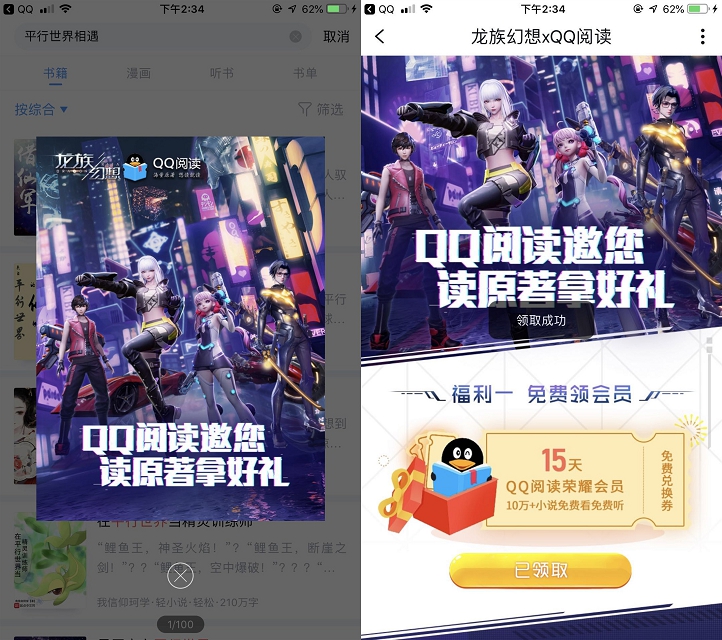 QQ
下午2:34
62%
平行世界相遇
取消
书籍
漫画
听书
书单
按综合
筛选
龙族幻想
QQ阅读
QQ阅读邀您
读原著拿好礼
在平行世界当精灵训练师
“鲤鱼王，神圣火焰！”？“鲤鱼王，断崖之剑！”？？“鲤鱼王，空中爆破！”？？？“…
我信仰珂学·轻小说·轻松·210万字
1/100
QQ
下午2:34
62%
龙族幻想xQQ阅读
QQ阅读邀您
读原著拿好礼
领取成功
福利一 免费领会员
15天
QQ阅读荣耀会员
10万+小说免费看免费听
免费兑换券
已领取